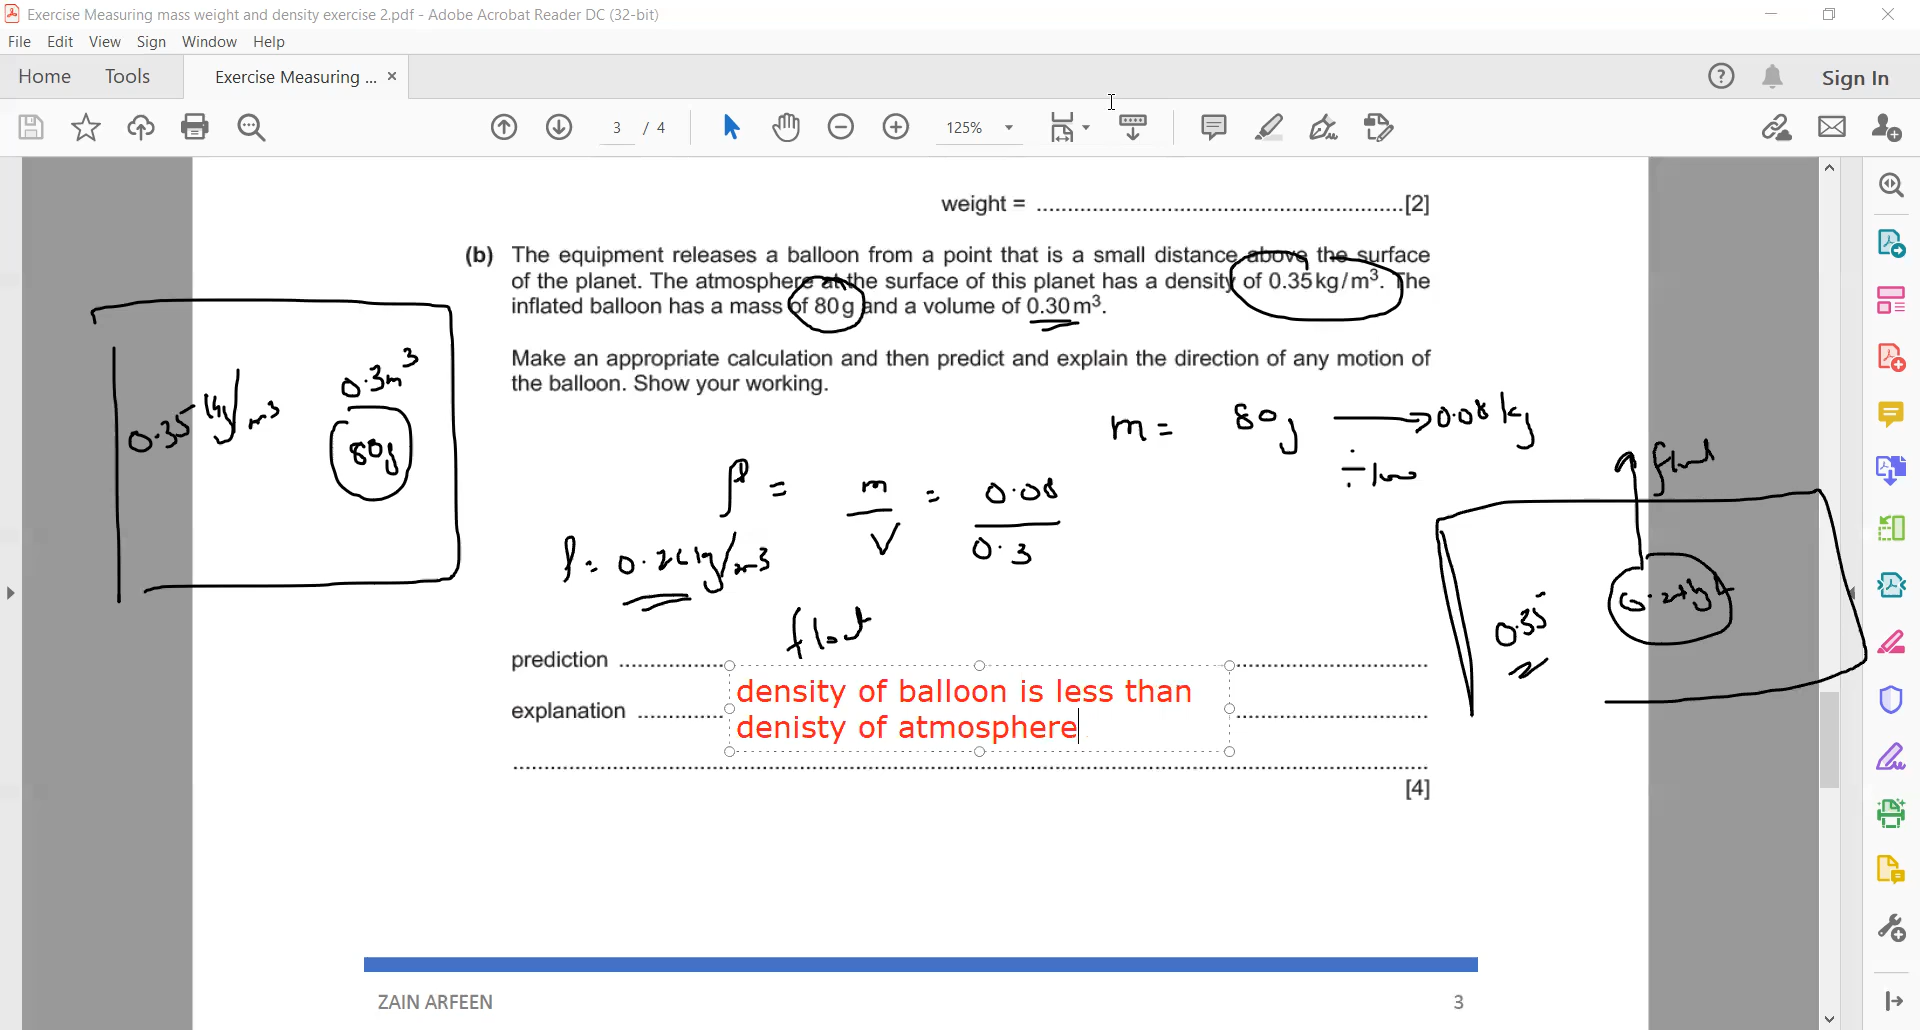 Exercise Measuring mass weight and density exercise 2.pdf - Adobe Acrobat Reader DC (32-bit)
File Edit View Sign Window Help
Home Tools Exercise Measuring ... × Sign In
3 / 4 125%
weight = ........................................................... [2]
(b) The equipment releases a balloon from a point that is a small distance above the surface
of the planet. The atmosphere at the surface of this planet has a density of 0.35 kg/m³. The
inflated balloon has a mass of 80 g and a volume of 0.30 m³.
Make an appropriate calculation and then predict and explain the direction of any motion of
the balloon. Show your working.
0.35 kg/m³
0.3m³
80g
m = 80g → 0.08 kg
ρ = m/V = 0.08/0.3
float
float
0.35
prediction ................
explanation ..............
density of balloon is less than
denisty of atmosphere
[4]
ZAIN ARFEEN 3